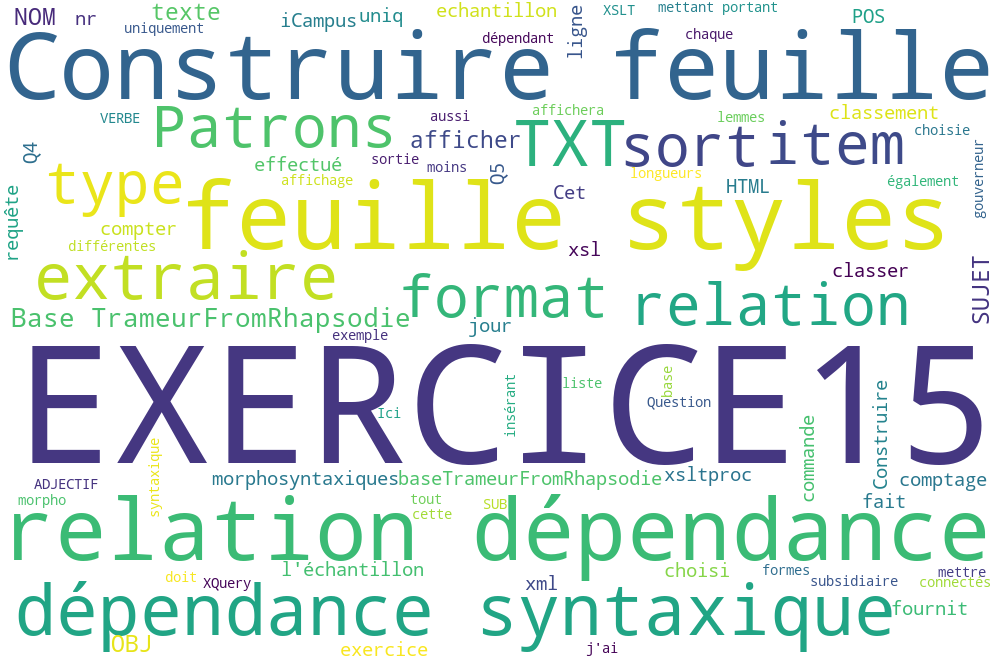 NOM
nr
texte
uniquement
iCampus
uniq
echantillon
dépendant
ligne
XSLT
mettant portant
chaque
POS
Construire feuille
VERBE
Patrons
aussi
afficher
affichera
TXT
sort
item
lemmes
classement
choisie
Q4
effectué
sortie
moins
Q5
affichage
type
feuille styles
Cet
longueurs
HTML
également
gouverneur
requête
compter
différentes
xsl
extraire
format
relation
classer
SUJET
Base TrameurFromRhapsodie
jour
exemple
EXERCICE15
Ici
insérant
liste
base
Question
Construire
commande
syntaxique
ADJECTIF
morpho
morphosyntaxiques
baseTrameurFromRhapsodie
xsltproc
comptage
fait
tout
cette
SUB
relation dépendance
doit
XQuery
l'échantillon
xml
choisi
formes
subsidiaire
mettre
connectés
dépendance syntaxique
fournit
OBJ
exercice
j'ai